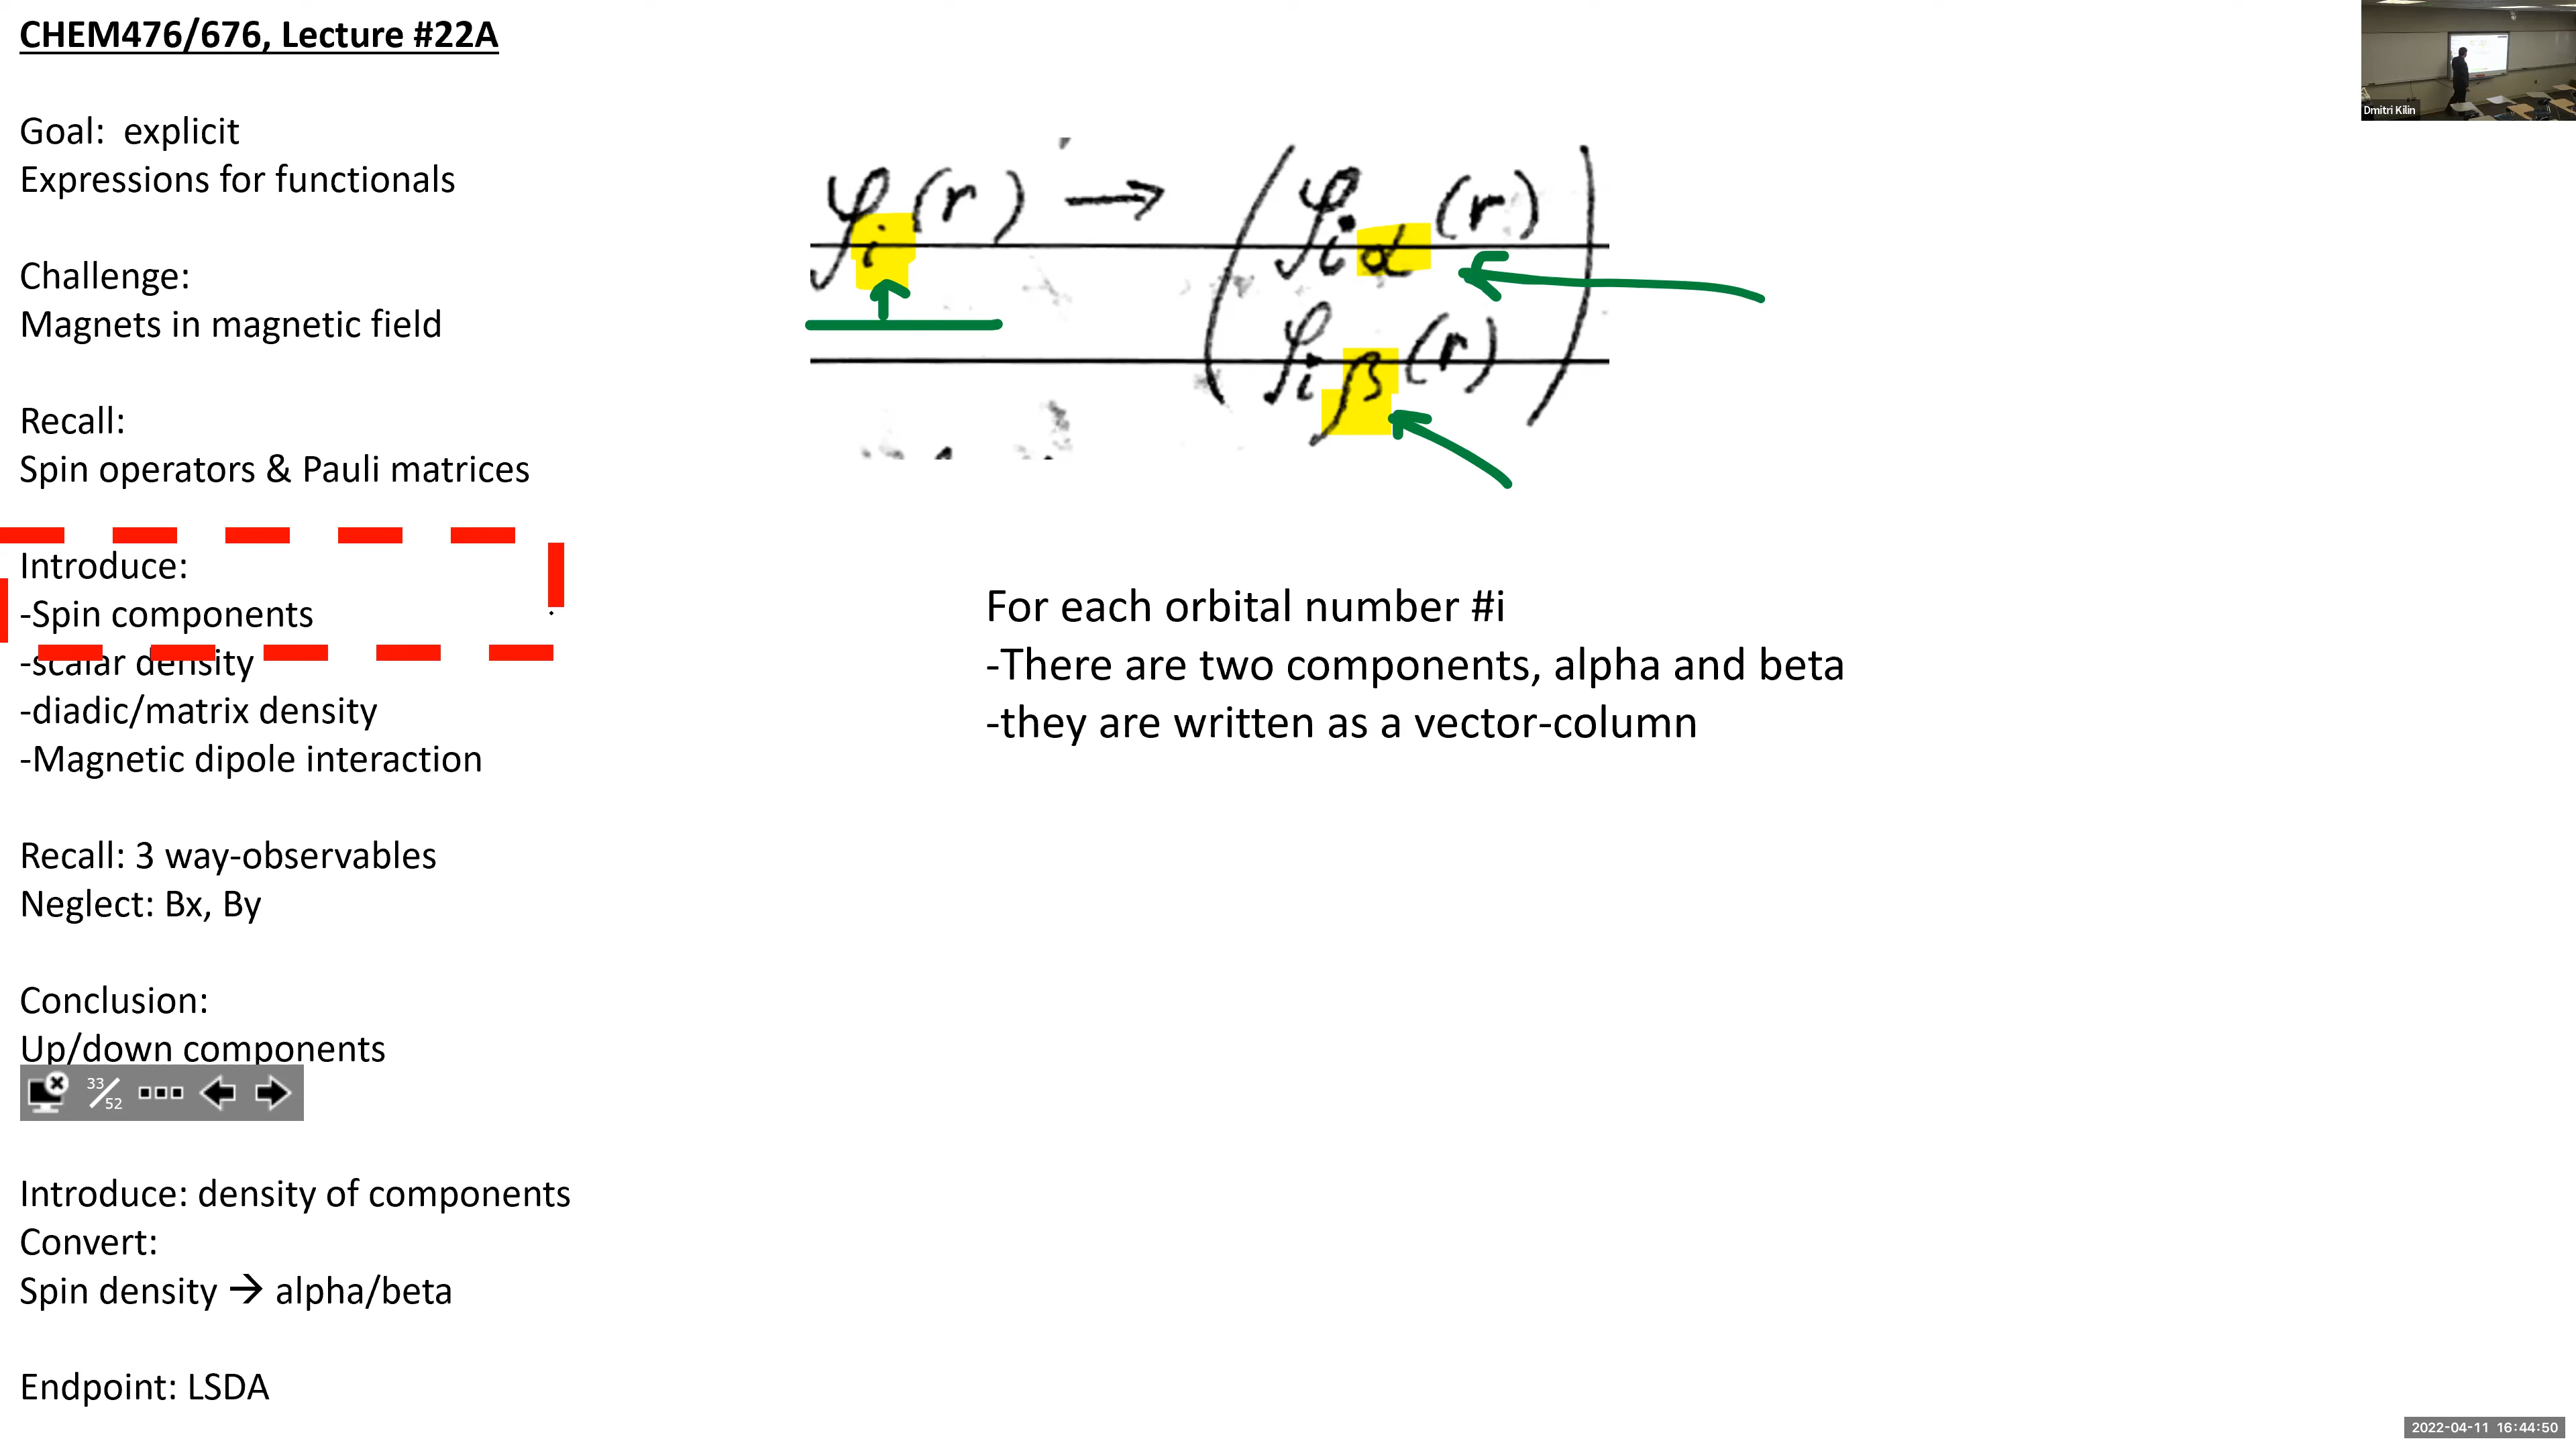 CHEM476/676, Lecture #22A
Goal:  explicit
Expressions for functionals
Challenge:
Magnets in magnetic field
Recall:
Spin operators & Pauli matrices
Introduce:
-Spin components
-scalar density
-diadic/matrix density
-Magnetic dipole interaction
Recall: 3 way-observables
Neglect: Bx, By
Conclusion:
Up/down components
33/52
Introduce: density of components
Convert:
Spin density → alpha/beta
Endpoint: LSDA
φi(r) → (φiα(r)
φiβ(r))
For each orbital number #i
-There are two components, alpha and beta
-they are written as a vector-column
Dmitri Kilin
2022-04-11 16:44:50